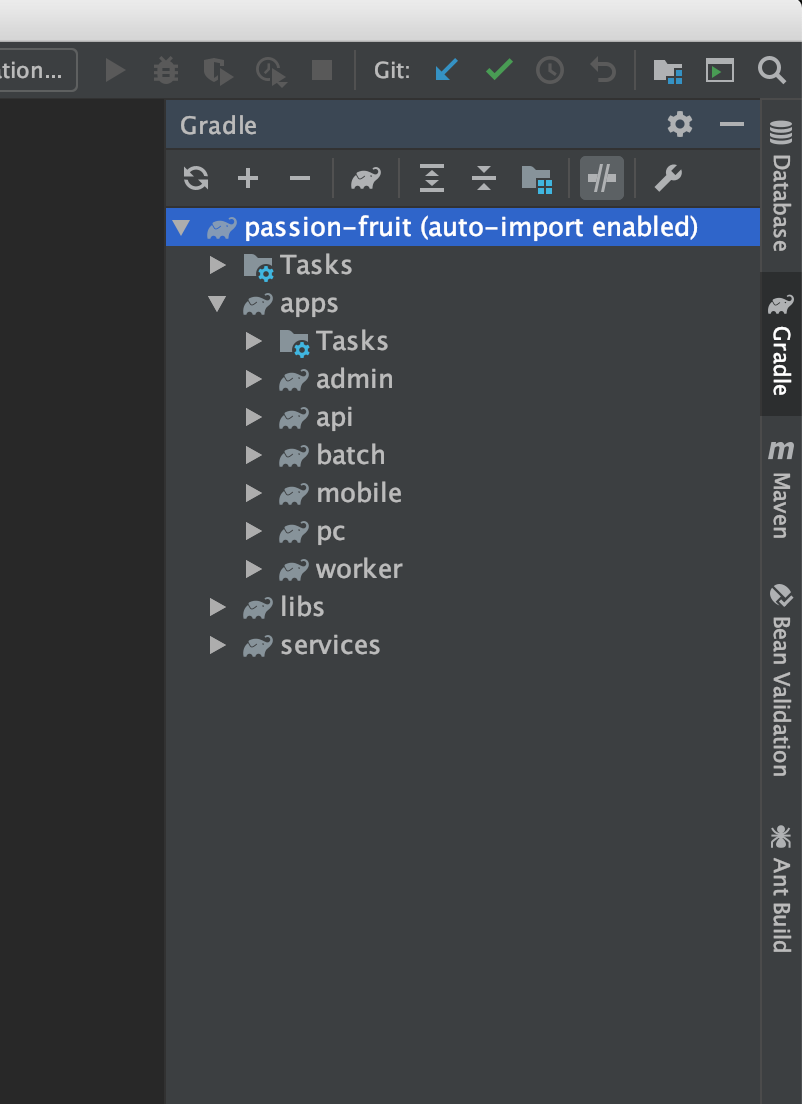 tion...
Git:
Gradle
passion-fruit (auto-import enabled)
Tasks
apps
Tasks
admin
api
batch
mobile
pc
worker
libs
services
Database
Gradle
m
Maven
Bean Validation
Ant Build